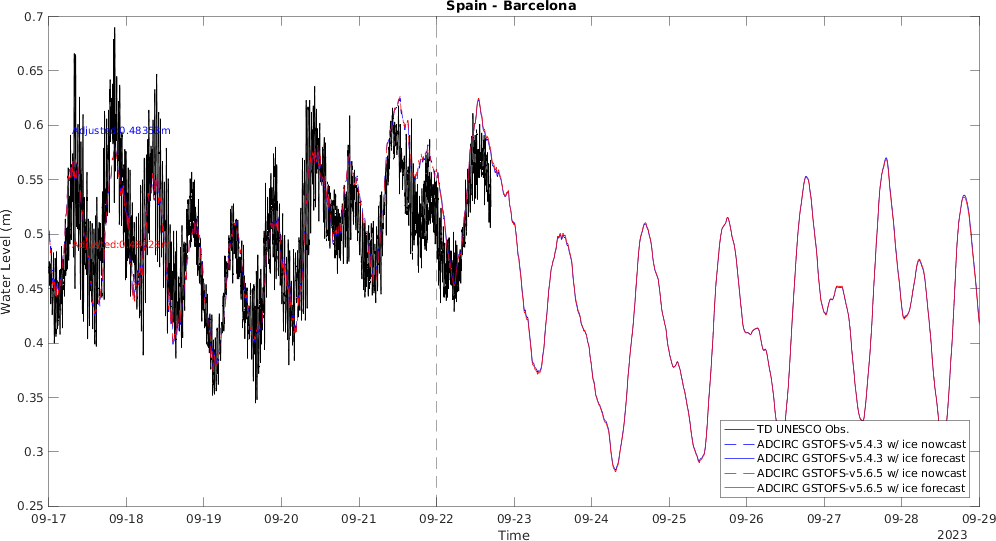 Spain - Barcelona
0.7
0.65
0.6
0.55
0.5
0.45
0.4
0.35
0.3
0.25
Water Level (m)
TD UNESCO Obs.
ADCIRC GSTOFS-v5.4.3 w/ ice nowcast
ADCIRC GSTOFS-v5.4.3 w/ ice forecast
ADCIRC GSTOFS-v5.6.5 w/ ice nowcast
ADCIRC GSTOFS-v5.6.5 w/ ice forecast
09-17 09-18 09-19 09-20 09-21 09-22 09-23 09-24 09-25 09-26 09-27 09-28 09-29
Time
2023